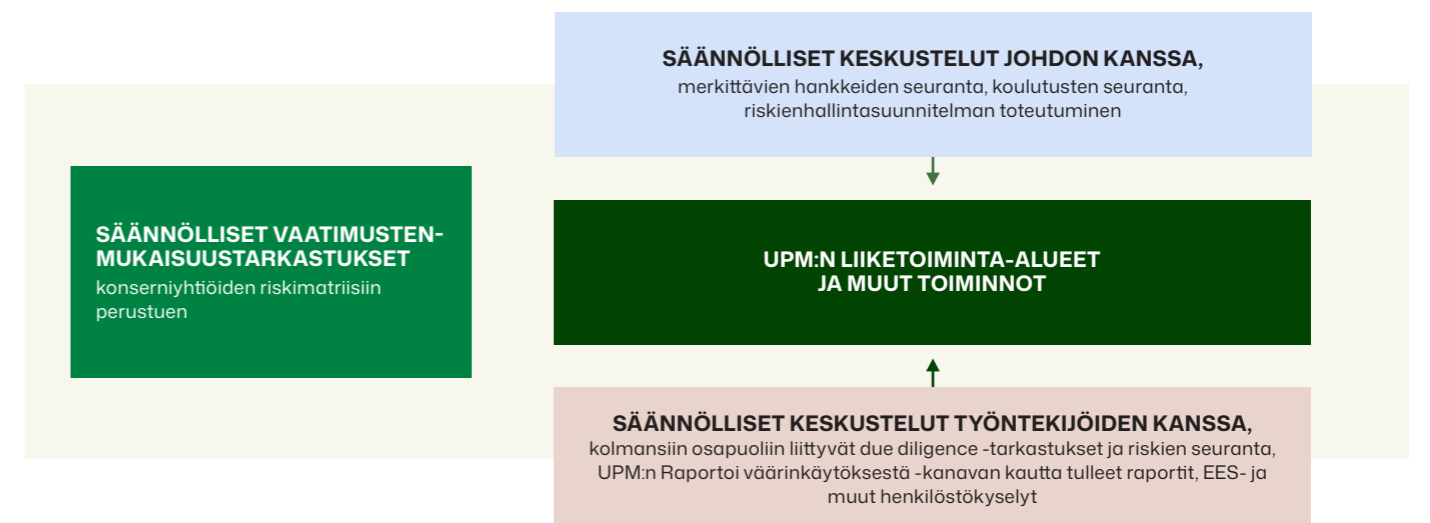 SÄÄNNÖLLISET KESKUSTELUT JOHDON KANSSA,
merkittävien hankkeiden seuranta, koulutusten seuranta,
riskienhallintasuunnitelman toteutuminen
SÄÄNNÖLLISET VAATIMUSTEN-
MUKAISUUSTARKASTUKSET
konserniyhtiöiden riskimatriisiin
perustuen
UPM:N LIIKETOIMINTA-ALUEET
JA MUUT TOIMINNOT
SÄÄNNÖLLISET KESKUSTELUT TYÖNTEKIJÖIDEN KANSSA,
kolmansiin osapuoliin liittyvät due diligence -tarkastukset ja riskien seuranta,
UPM:n Raportoi väärinkäytöksestä -kanavan kautta tulleet raportit, EES- ja
muut henkilöstökyselyt